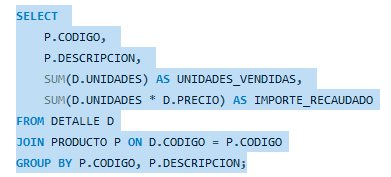 SELECT
P.CODIGO,
P.DESCRIPCION,
SUM(D.UNIDADES) AS UNIDADES_VENDIDAS,
SUM(D.UNIDADES * D.PRECIO) AS IMPORTE_RECAUDADO
FROM DETALLE D
JOIN PRODUCTO P ON D.CODIGO = P.CODIGO
GROUP BY P.CODIGO, P.DESCRIPCION;